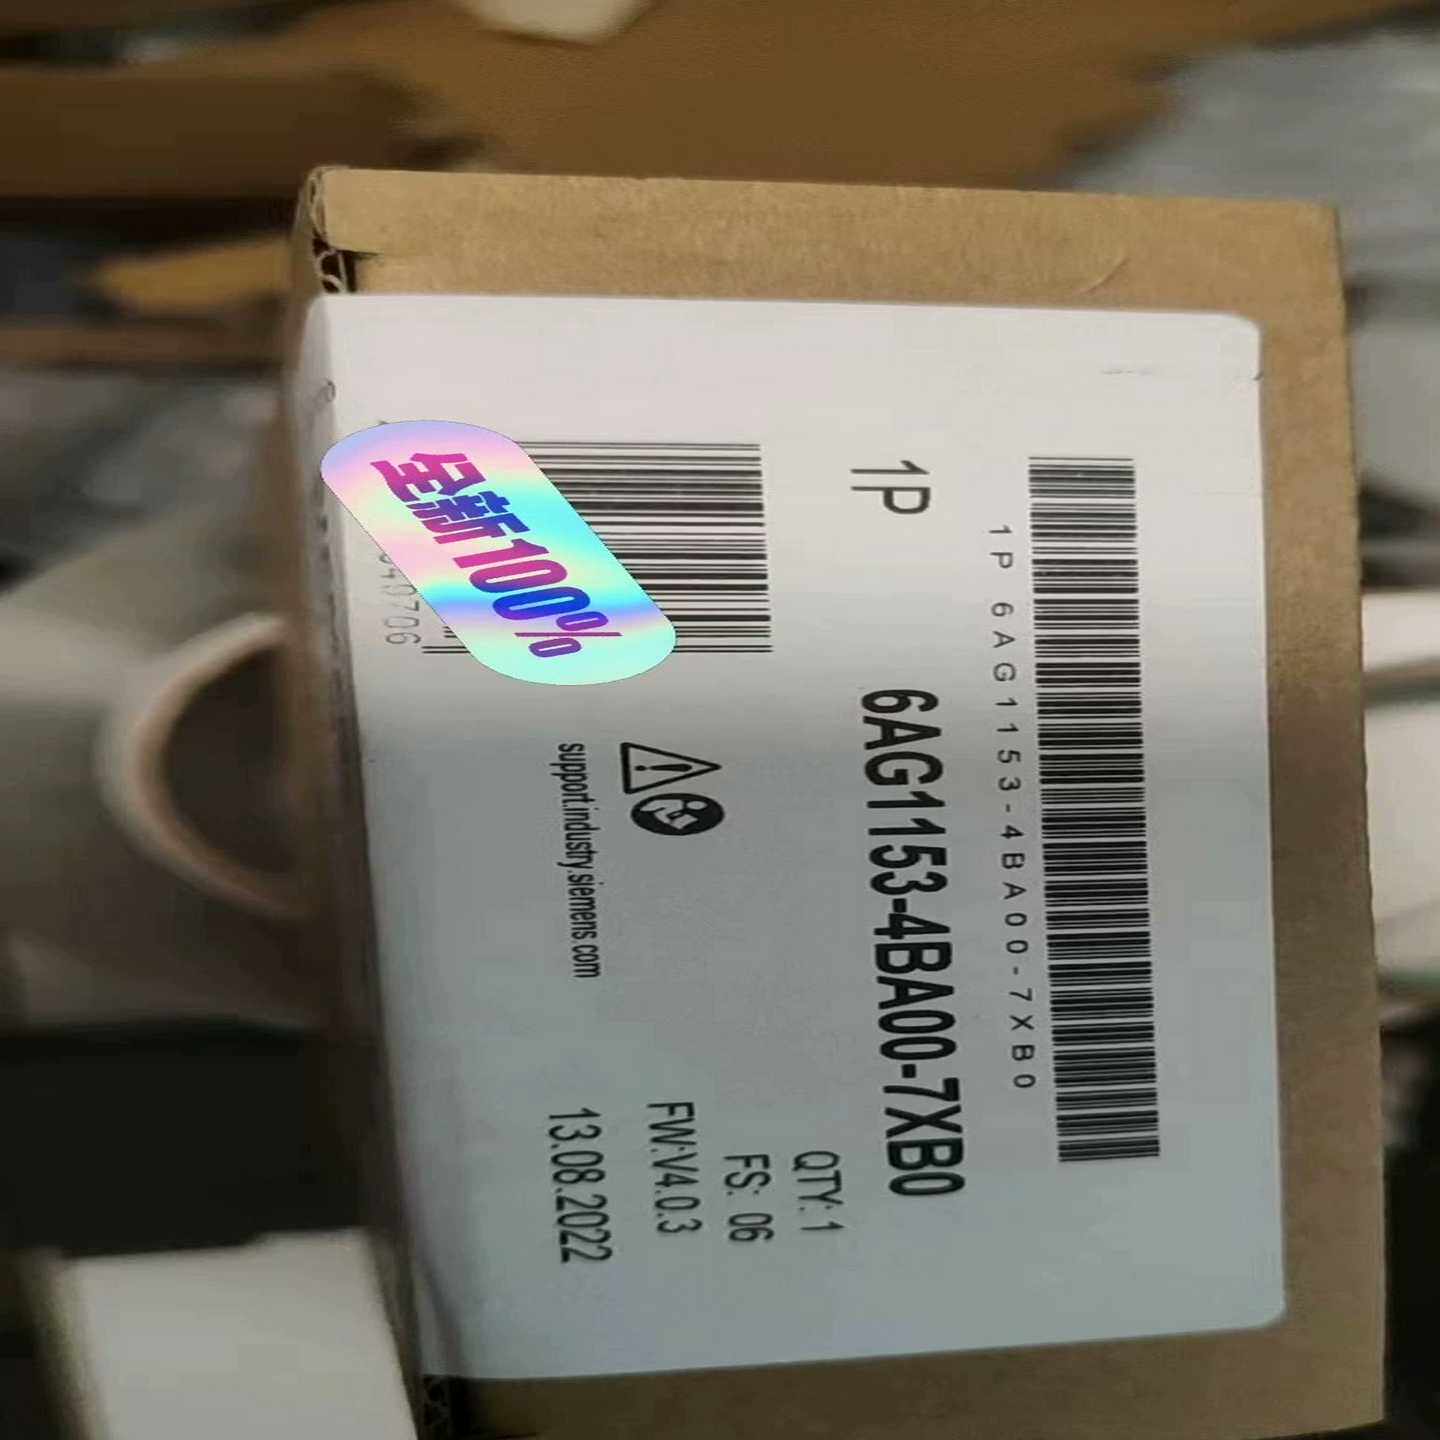 1P 6AG1153-4BA00-7XB0
1P 6AG1153-4BA00-7XB0
QTY: 1
FS: 06
FW:V4.0.3
13.08.2022
support.industry.siemens.com
全新100%